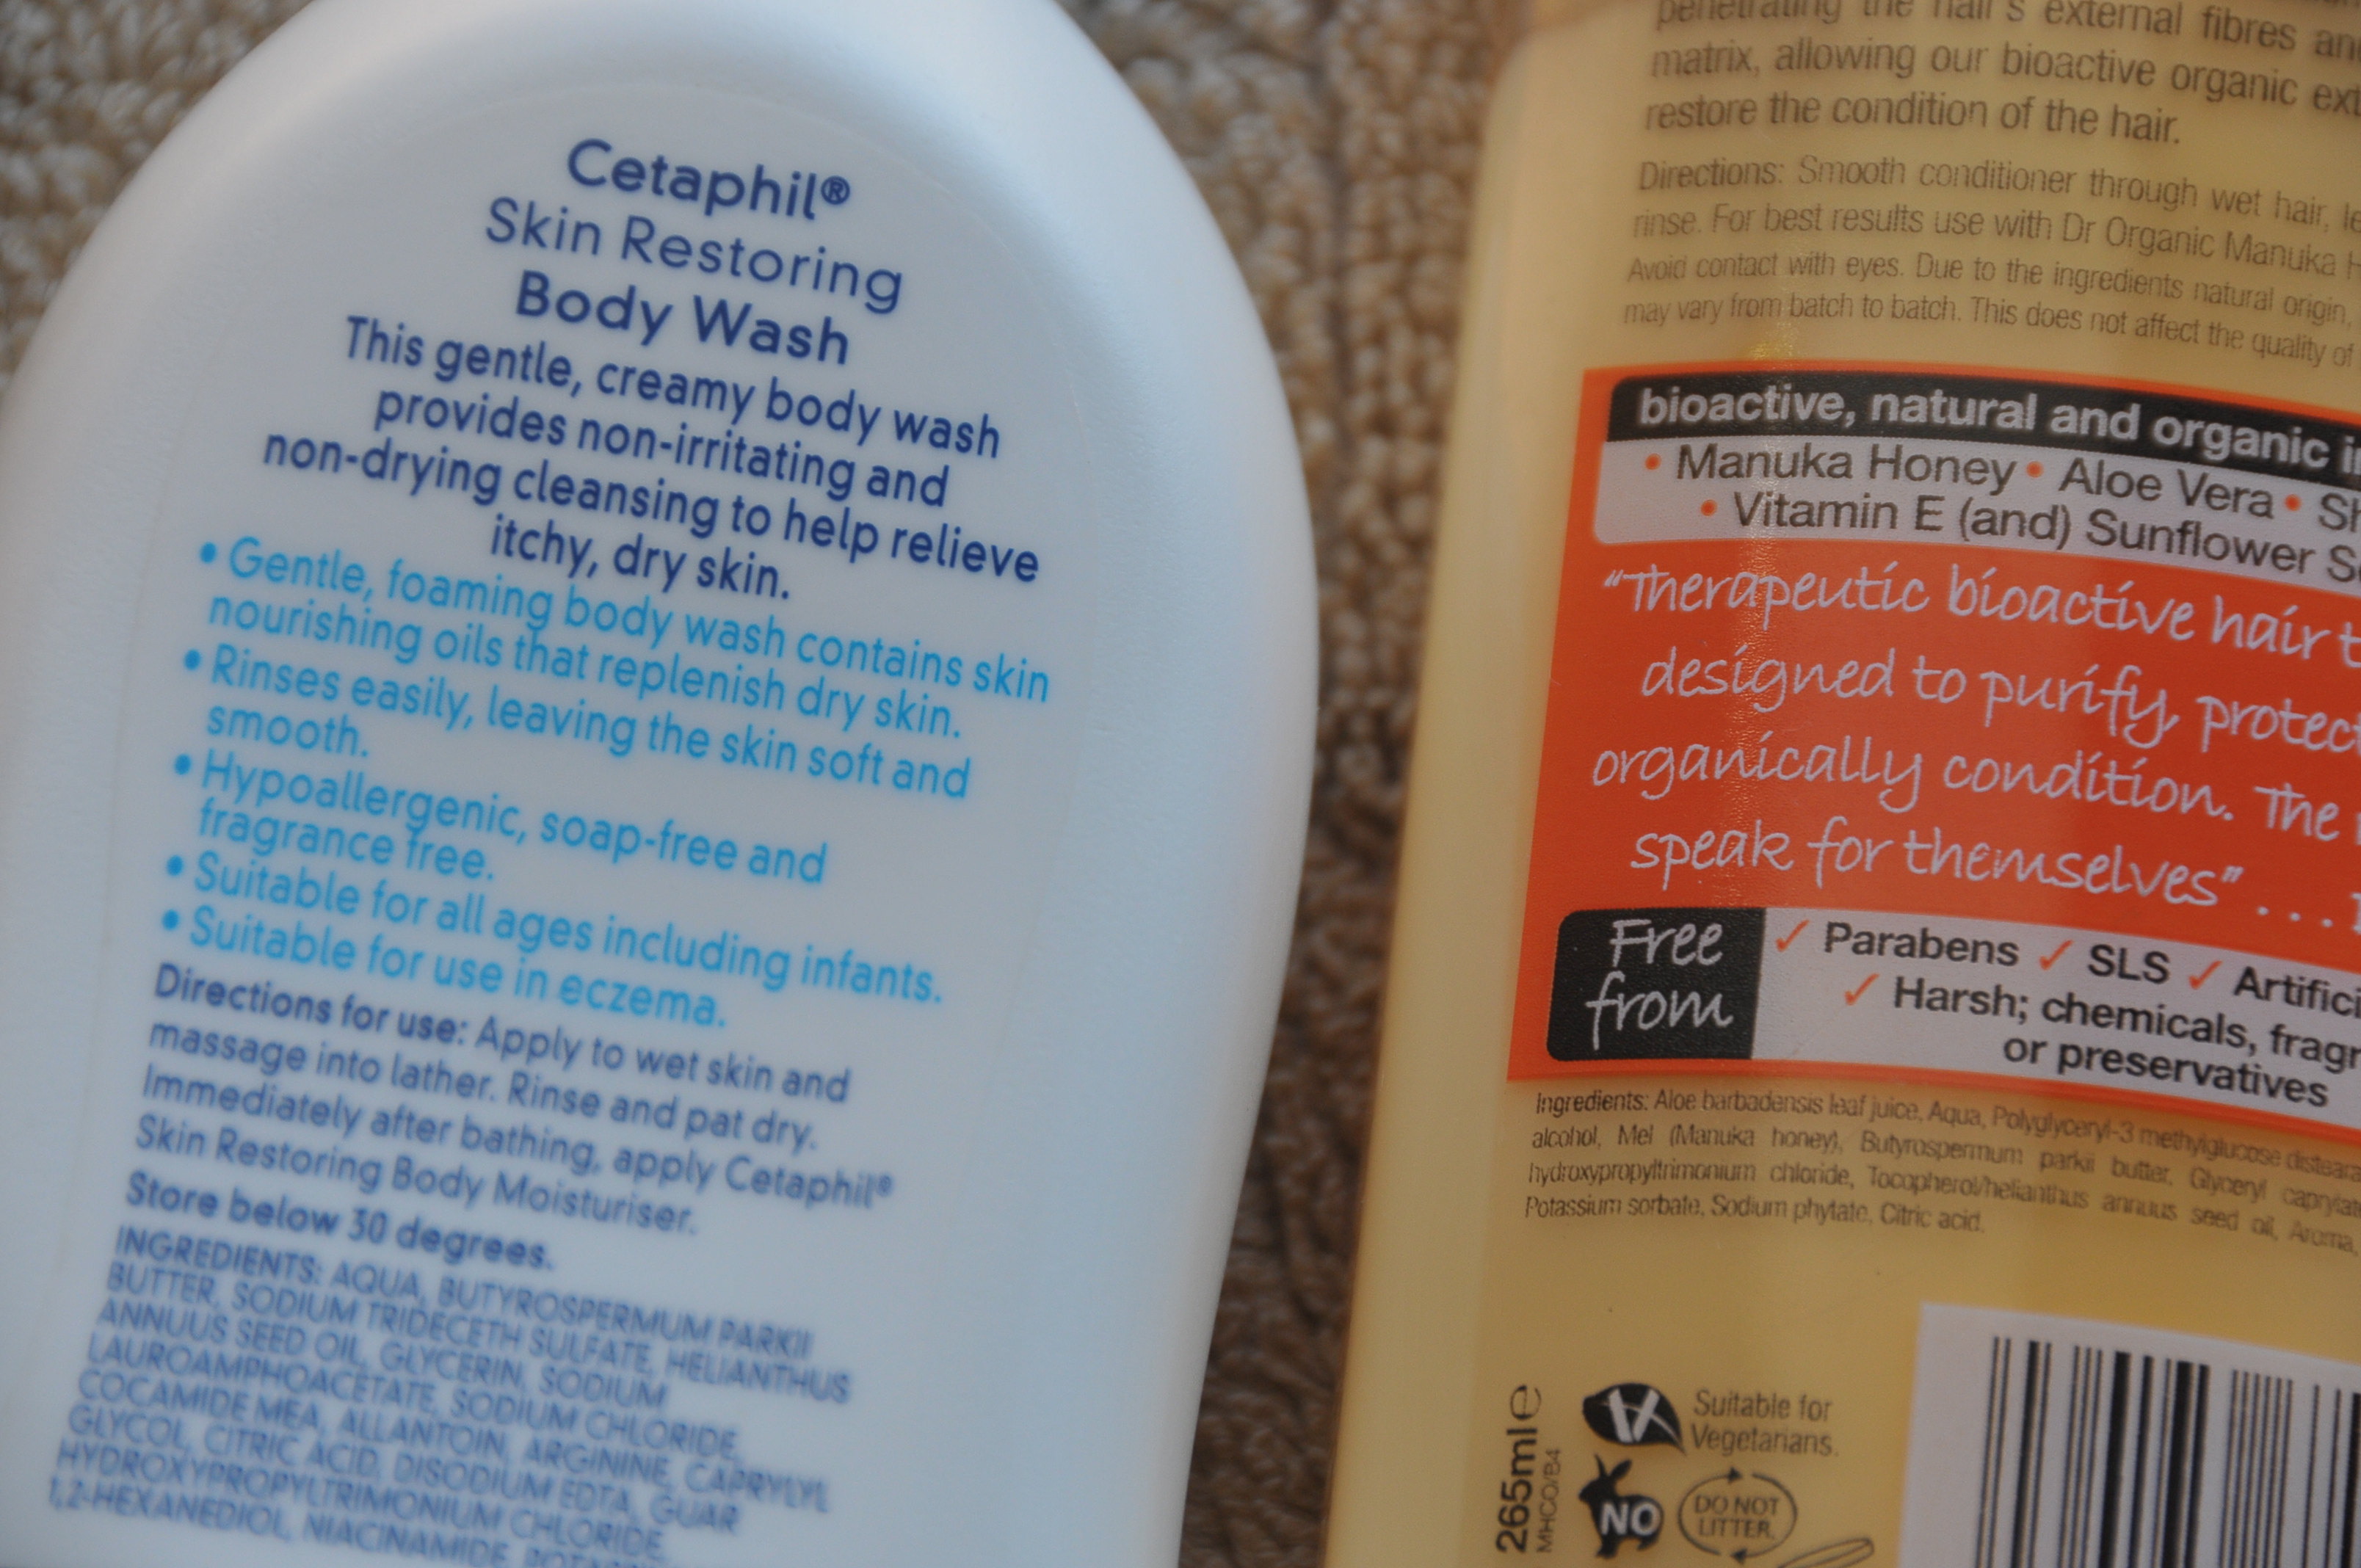 Cetaphil®
Skin Restoring
Body Wash
This gentle, creamy body wash
provides non-irritating and
non-drying cleansing to help relieve
itchy, dry skin.
• Gentle, foaming body wash contains skin
nourishing oils that replenish dry skin.
• Rinses easily, leaving the skin soft and
smooth.
• Hypoallergenic, soap-free and
fragrance free.
• Suitable for all ages including infants.
• Suitable for use in eczema.
Directions for use: Apply to wet skin and
massage into lather. Rinse and pat dry.
Immediately after bathing, apply Cetaphil®
Skin Restoring Body Moisturiser.
Store below 30 degrees.
INGREDIENTS: AQUA, BUTYROSPERMUM PARKII
BUTTER, SODIUM TRIDECETH SULFATE, HELIANTHUS
ANNUUS SEED OIL, GLYCERIN, SODIUM
LAUROAMPHOACETATE, SODIUM CHLORIDE,
COCAMIDE MEA, ALLANTOIN, ARGININE, CAPRYLYL
GLYCOL, CITRIC ACID, DISODIUM EDTA, GUAR
HYDROXYPROPYLTRIMONIUM CHLORIDE,
1,2-HEXANEDIOL, NIACINAMIDE,
penetrating the hair's external fibres
matrix, allowing our bioactive organic
restore the condition of the hair.
Directions: Smooth conditioner through wet hair,
rinse. For best results use with Dr Organic Manuka
Avoid contact with eyes. Due to the ingredients natural origin,
may vary from batch to batch. This does not affect the quality of
bioactive, natural and organic
• Manuka Honey • Aloe Vera •
• Vitamin E (and) Sunflower
"Therapeutic bioactive hair
designed to purify, protect
organically condition. The
speak for themselves" . . .
Free
from
✓ Parabens ✓ SLS ✓
✓ Harsh; chemicals,
or preservatives
Ingredients: Aloe barbadensis leaf juice, Aqua, Polyglyceryl-3 methylglucose
alcohol, Mel (Manuka honey), Butyrospermum parkii butter, Glyceryl
hydroxypropyltrimonium chloride, Tocopherol/helianthus annuus seed oil, Aroma,
Potassium sorbate, Sodium phytate, Citric acid.
265ml e
MHCO/B4
V
Suitable for
Vegetarians.
NO
DO NOT
LITTER.